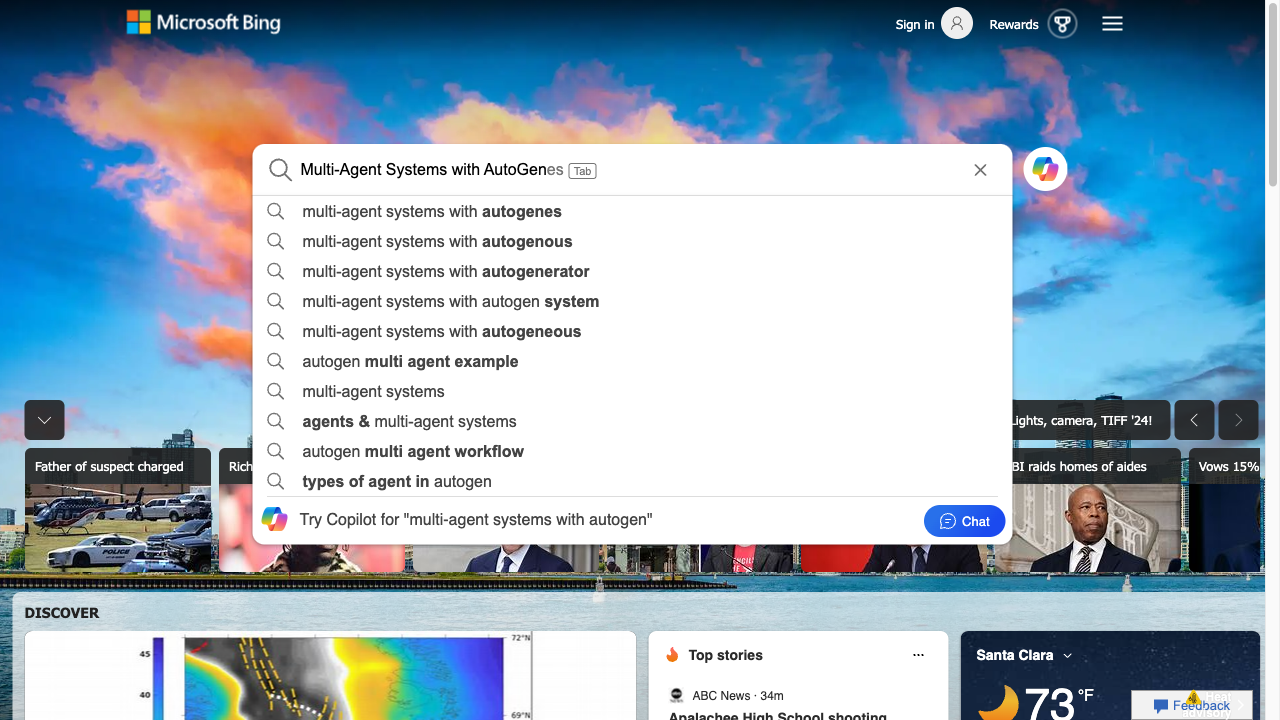 Microsoft Bing
Sign in
Rewards
Multi-Agent Systems with AutoGenes Tab
multi-agent systems with autogenes
multi-agent systems with autogenous
multi-agent systems with autogenerator
multi-agent systems with autogen system
multi-agent systems with autogeneous
autogen multi agent example
multi-agent systems
agents & multi-agent systems
autogen multi agent workflow
types of agent in autogen
Try Copilot for "multi-agent systems with autogen"
Chat
Lights, camera, TIFF '24!
Father of suspect charged
Rich
BI raids homes of aides
Vows 15%
POLICE
DISCOVER
72°N
45
40
69°N
Top stories
ABC News · 34m
Apalachee High School shooting
Santa Clara
73 °F
Heat
advisory
Feedback